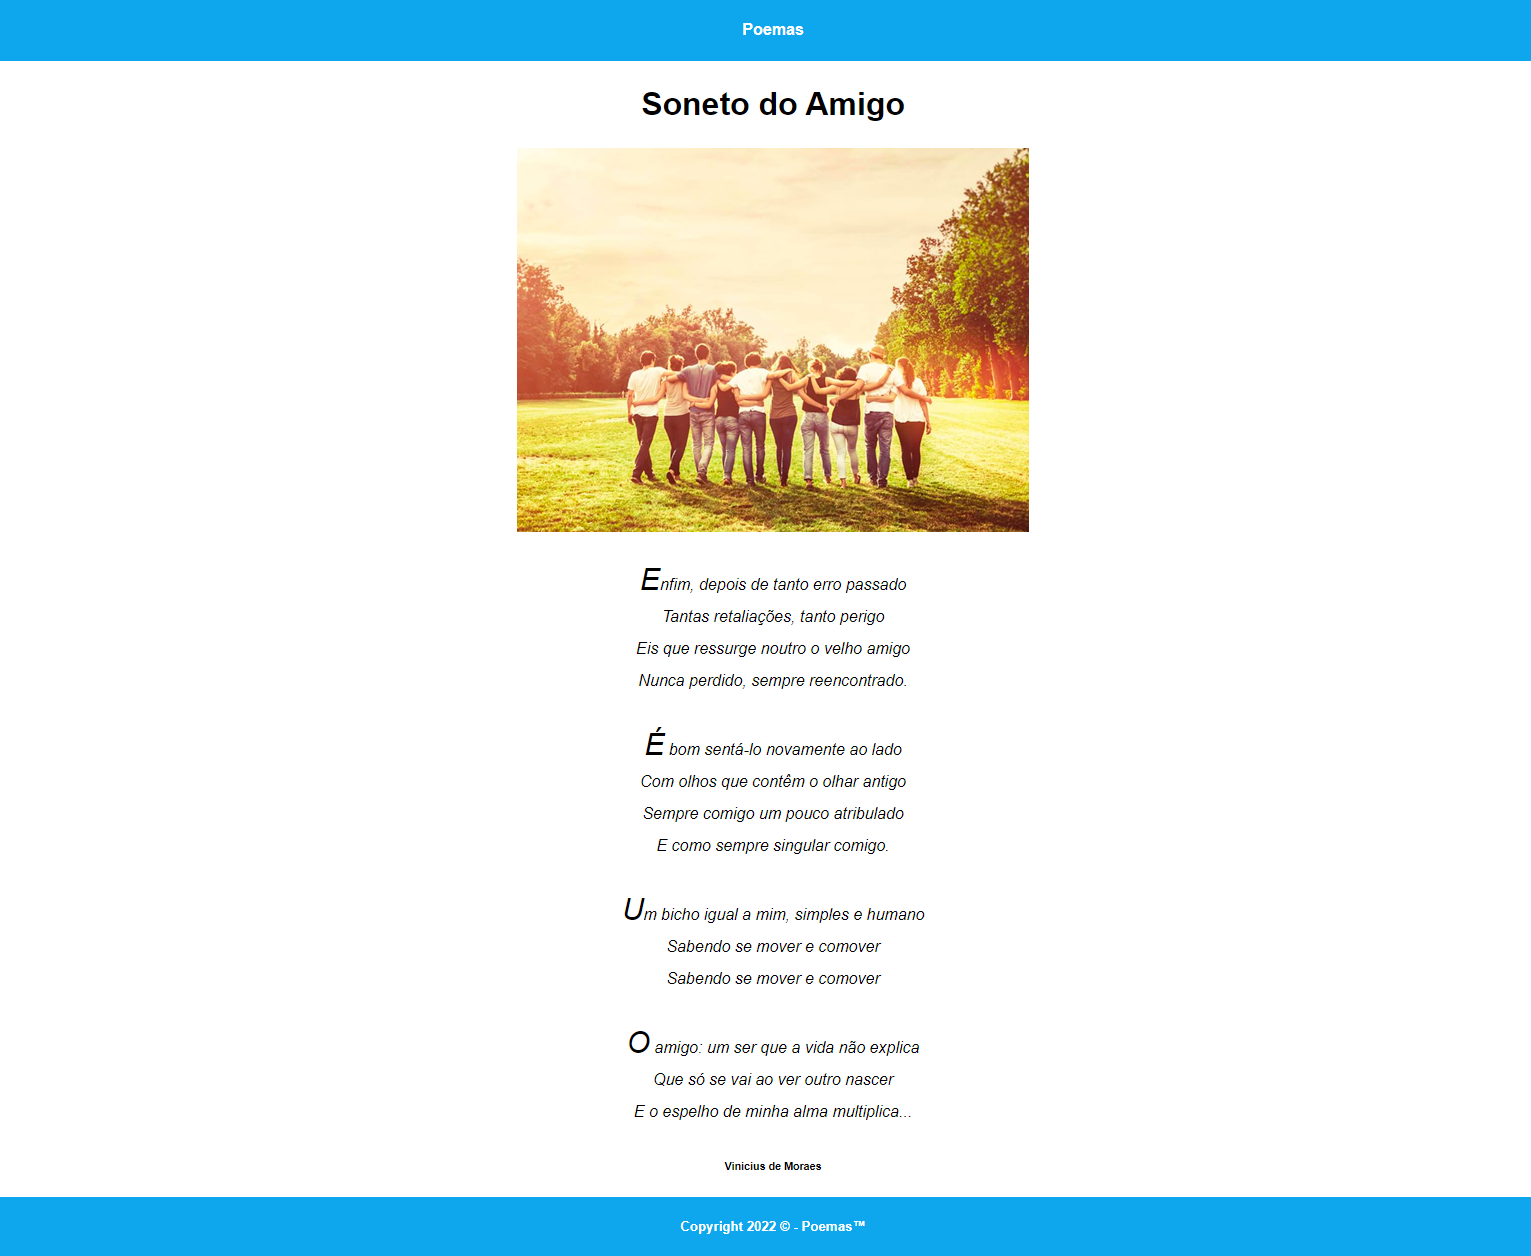 Poemas
Soneto do Amigo
Enfim, depois de tanto erro passado
Tantas retaliações, tanto perigo
Eis que ressurge noutro o velho amigo
Nunca perdido, sempre reencontrado.
É bom sentá-lo novamente ao lado
Com olhos que contêm o olhar antigo
Sempre comigo um pouco atribulado
E como sempre singular comigo.
Um bicho igual a mim, simples e humano
Sabendo se mover e comover
Sabendo se mover e comover
O amigo: um ser que a vida não explica
Que só se vai ao ver outro nascer
E o espelho de minha alma multiplica...
Vinicius de Moraes
Copyright 2022 © - Poemas™